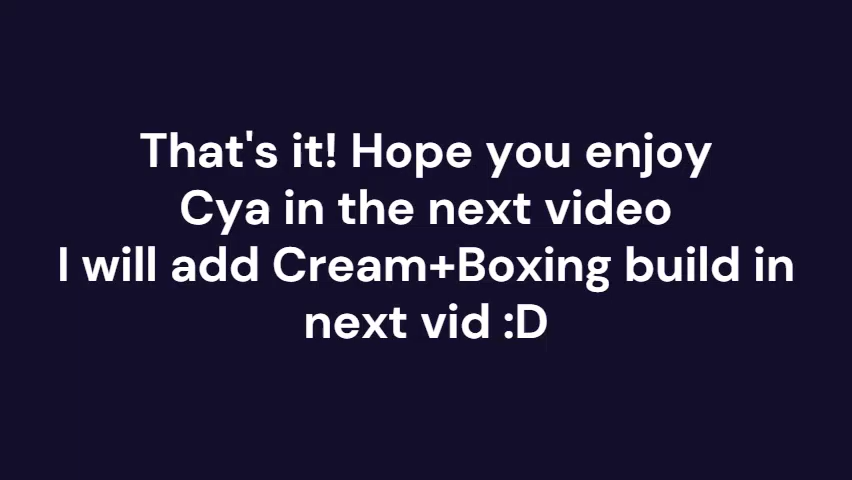 That's it! Hope you enjoy
Cya in the next video
I will add Cream+Boxing build in
next vid :D